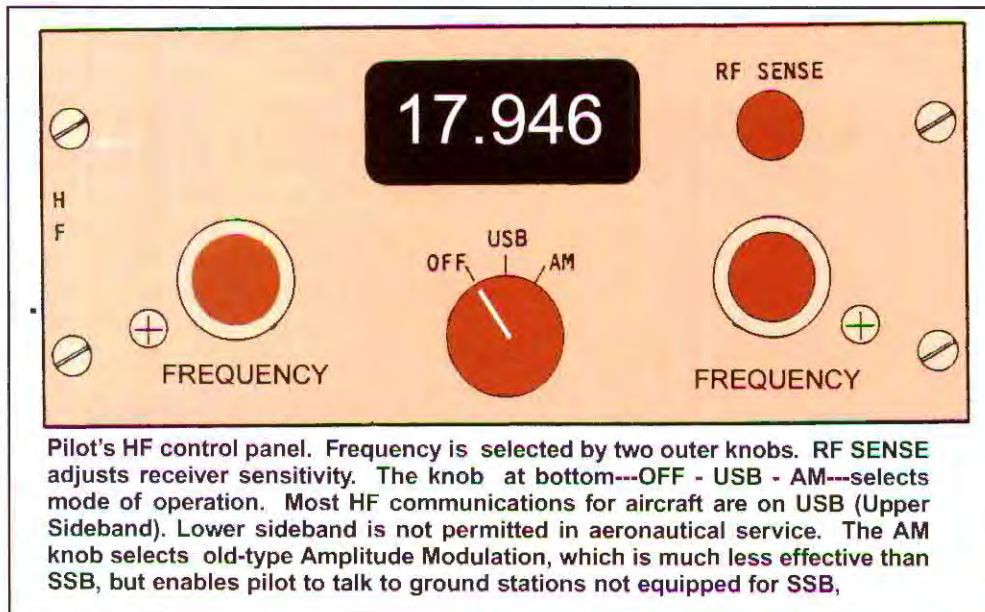 RF SENSE
17.946
H
F
USB
OFF
AM
FREQUENCY
FREQUENCY
Pilot's HF control panel. Frequency is selected by two outer knobs. RF SENSE
adjusts receiver sensitivity. The knob at bottom---OFF - USB - AM---selects
mode of operation. Most HF communications for aircraft are on USB (Upper
Sideband). Lower sideband is not permitted in aeronautical service. The AM
knob selects old-type Amplitude Modulation, which is much less effective than
SSB, but enables pilot to talk to ground stations not equipped for SSB,